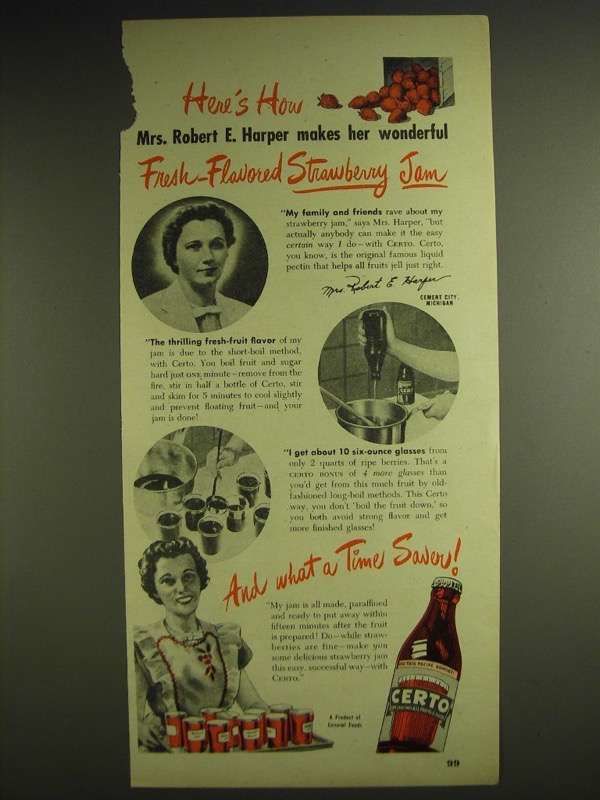 Here's How
Mrs. Robert E. Harper makes her wonderful
Fresh-Flavored Strawberry Jam
"My family and friends rave about my
strawberry jam," says Mrs. Harper, "but
actually anybody can make it the easy
certain way I do—with CERTO. Certo,
you know, is the original famous liquid
pectin that helps all fruits jell just right.
Mrs. Robert E Harper
CEMENT CITY,
MICHIGAN
"The thrilling fresh-fruit flavor of my
jam is due to the short-boil method,
with Certo. You boil fruit and sugar
hard just ONE minute—remove from the
fire, stir in half a bottle of Certo, stir
and skim for 5 minutes to cool slightly
and prevent floating fruit—and your
jam is done!
"I get about 10 six-ounce glasses from
only 2 quarts of ripe berries. That's a
CERTO BONUS of 4 more glasses than
you'd get from this much fruit by old-
fashioned long-boil methods. This Certo
way, you don't 'boil the fruit down,' so
you both avoid strong flavor and get
more finished glasses!
And what a Time Saver!
"My jam is all made, paraffined
and ready to put away within
fifteen minutes after the fruit
is prepared! Do—while straw-
berries are fine—make you
some delicious strawberry jam
this easy, successful way—with
CERTO."
A Product of
General Foods
CERTO
99